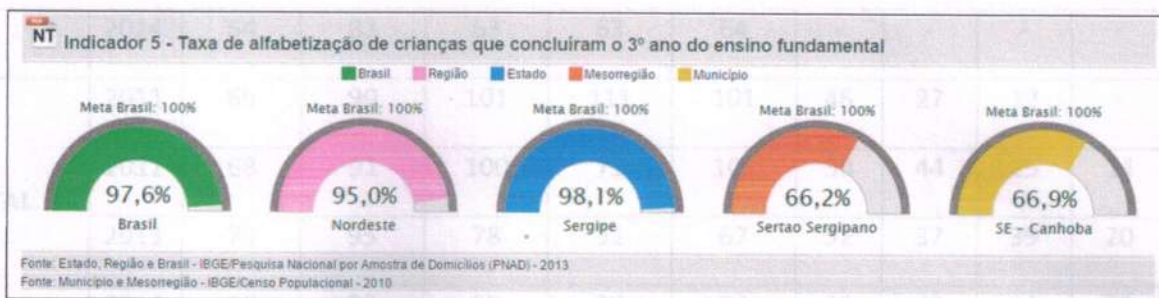 NT Indicador 5 - Taxa de alfabetização de crianças que concluiram o 3º ano do ensino fundamental
Brasil Região Estado Mesorregião Município
Meta Brasil: 100% Meta Brasil: 100% Meta Brasil: 100% Meta Brasil: 100% Meta Brasil: 100%
97,6% 95,0% 98,1% 66,2% 66,9%
Brasil Nordeste Sergipe Sertao Sergipano SE - Canhoba
Fonte: Estado, Região e Brasil - IBGE/Pesquisa Nacional por Amostra de Domicílios (PNAD) - 2013
Fonte: Município e Mesorregião - IBGE/Censo Populacional - 2010